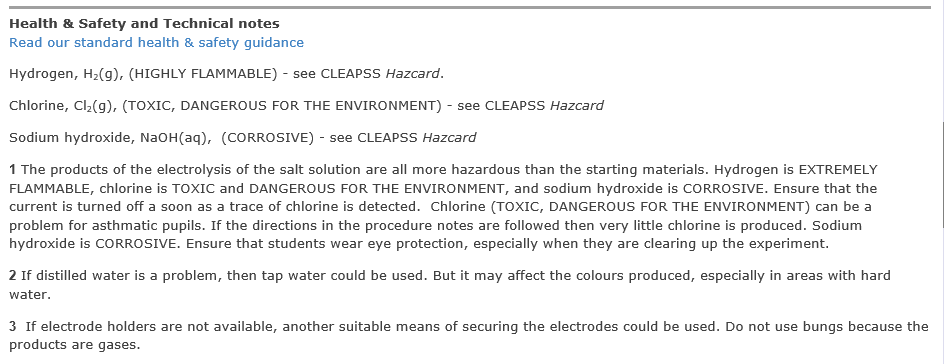 Health & Safety and Technical notes
Read our standard health & safety guidance
Hydrogen, H₂(g), (HIGHLY FLAMMABLE) - see CLEAPSS Hazcard.
Chlorine, Cl₂(g), (TOXIC, DANGEROUS FOR THE ENVIRONMENT) - see CLEAPSS Hazcard
Sodium hydroxide, NaOH(aq),  (CORROSIVE) - see CLEAPSS Hazcard
1 The products of the electrolysis of the salt solution are all more hazardous than the starting materials. Hydrogen is EXTREMELY
FLAMMABLE, chlorine is TOXIC and DANGEROUS FOR THE ENVIRONMENT, and sodium hydroxide is CORROSIVE. Ensure that the
current is turned off a soon as a trace of chlorine is detected.  Chlorine (TOXIC, DANGEROUS FOR THE ENVIRONMENT) can be a
problem for asthmatic pupils. If the directions in the procedure notes are followed then very little chlorine is produced. Sodium
hydroxide is CORROSIVE. Ensure that students wear eye protection, especially when they are clearing up the experiment.
2 If distilled water is a problem, then tap water could be used. But it may affect the colours produced, especially in areas with hard
water.
3  If electrode holders are not available, another suitable means of securing the electrodes could be used. Do not use bungs because the
products are gases.